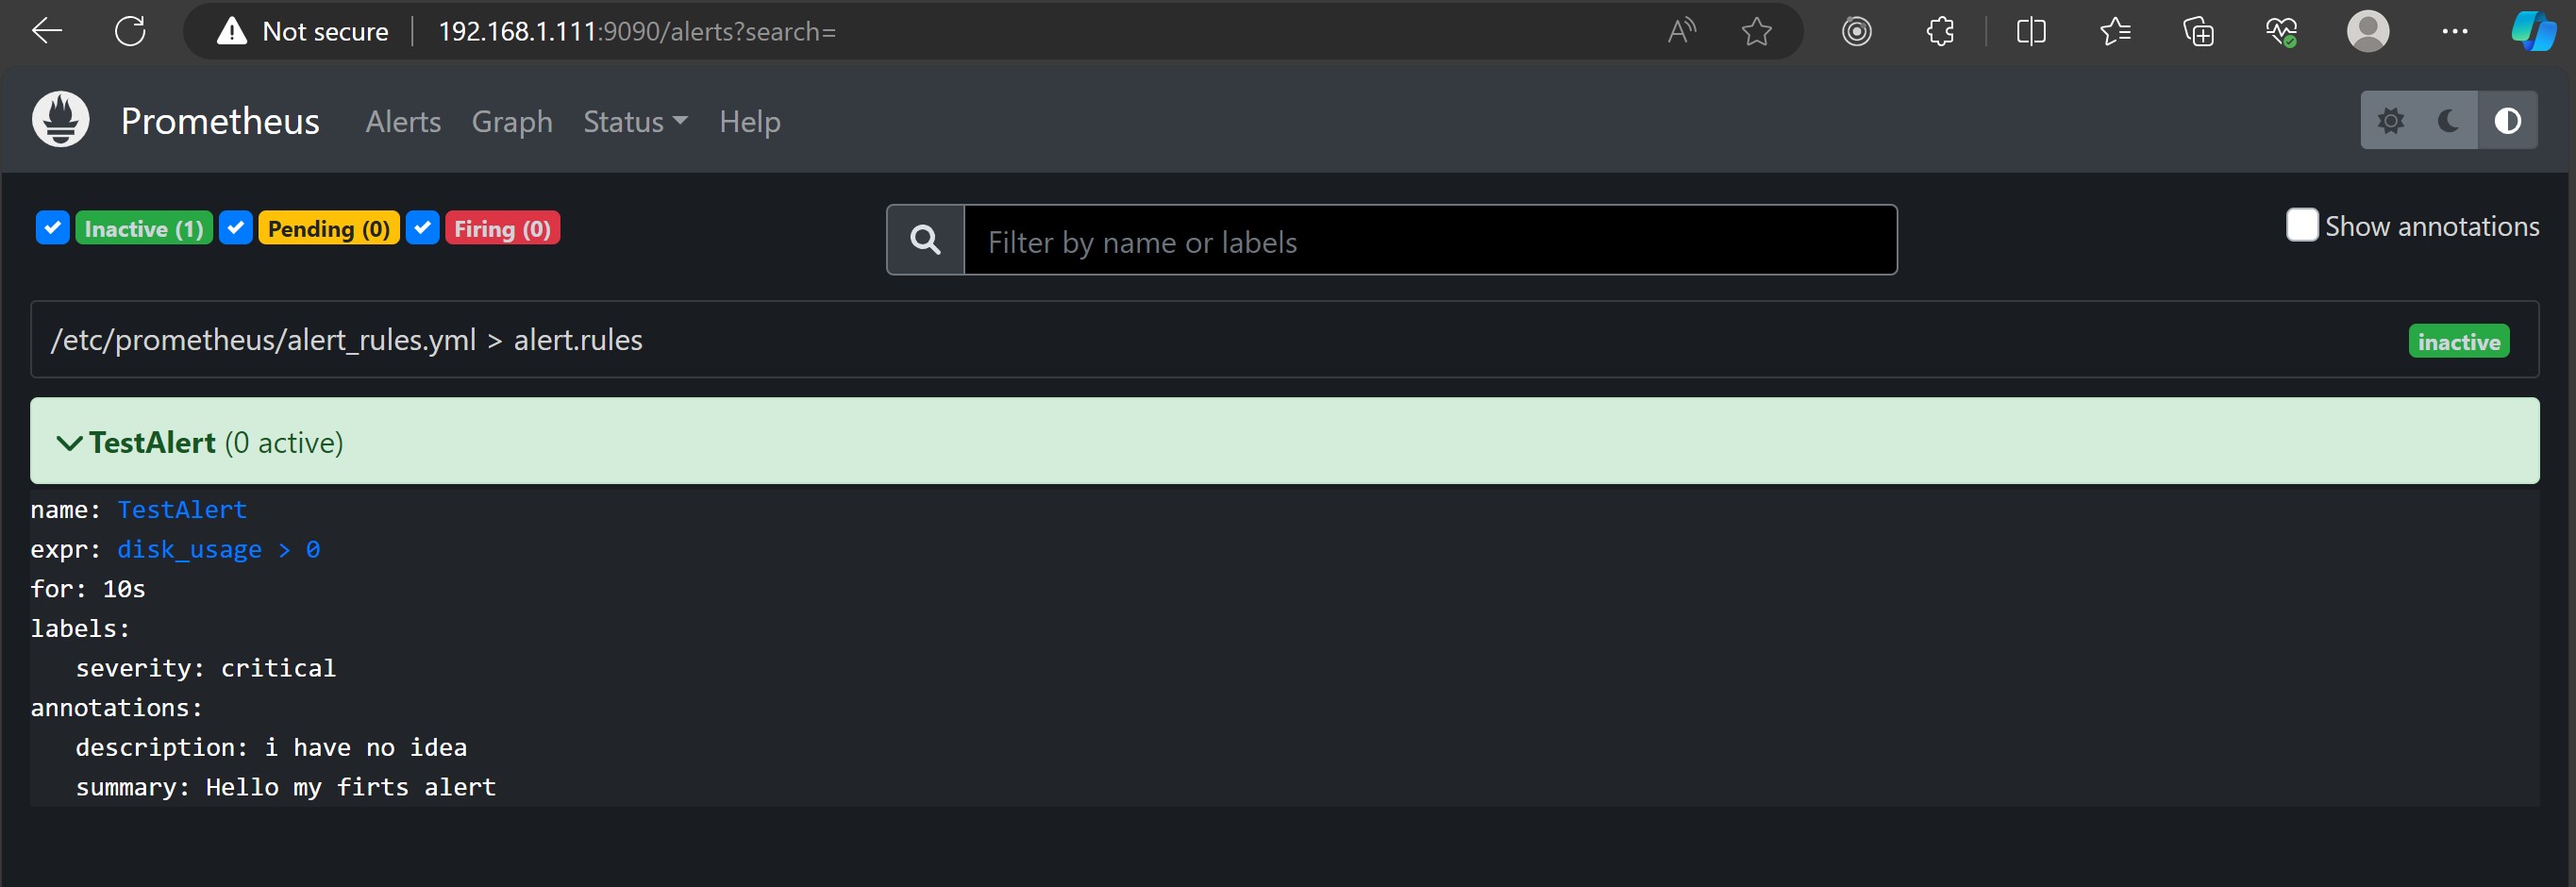 Not secure 192.168.1.111:9090/alerts?search=
Prometheus Alerts Graph Status Help
Inactive (1) Pending (0) Firing (0) Filter by name or labels Show annotations
/etc/prometheus/alert_rules.yml > alert.rules inactive
TestAlert (0 active)
name: TestAlert
expr: disk_usage > 0
for: 10s
labels:
severity: critical
annotations:
description: i have no idea
summary: Hello my firts alert